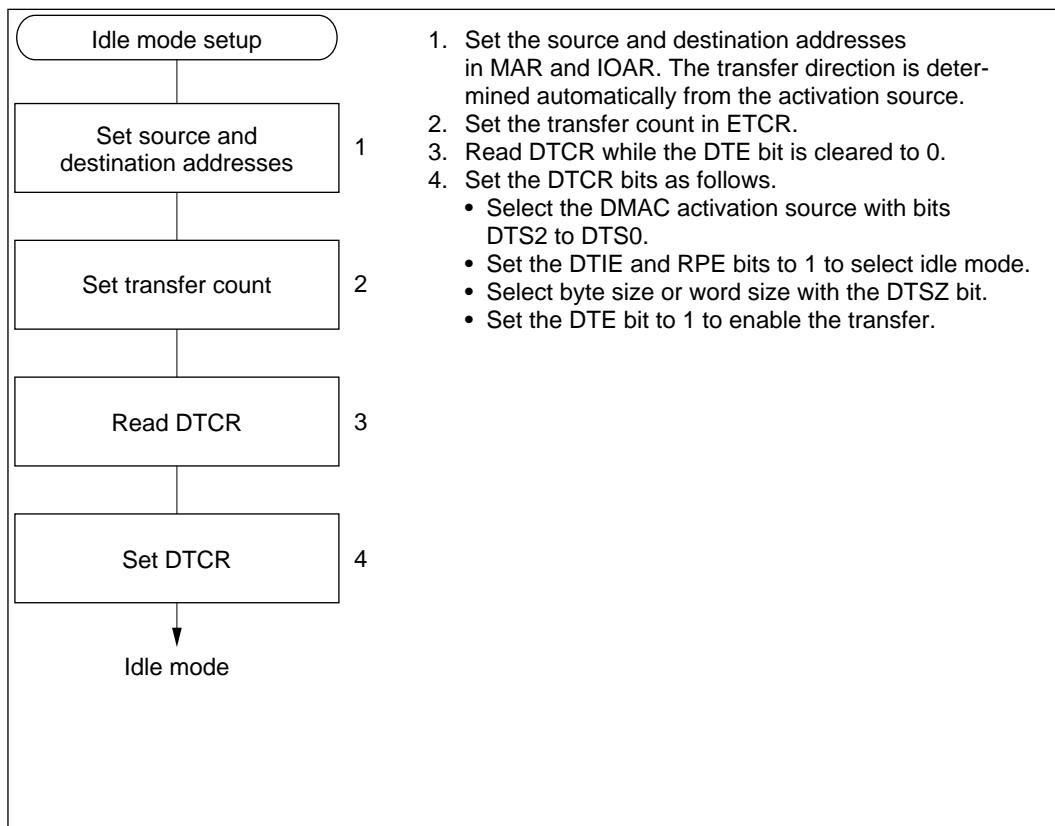 Idle mode setup
Set source and
destination addresses
1
Set transfer count
2
Read DTCR
3
Set DTCR
4
Idle mode
1. Set the source and destination addresses
in MAR and IOAR. The transfer direction is deter-
mined automatically from the activation source.
2. Set the transfer count in ETCR.
3. Read DTCR while the DTE bit is cleared to 0.
4. Set the DTCR bits as follows.
• Select the DMAC activation source with bits
DTS2 to DTS0.
• Set the DTIE and RPE bits to 1 to select idle mode.
• Select byte size or word size with the DTSZ bit.
• Set the DTE bit to 1 to enable the transfer.